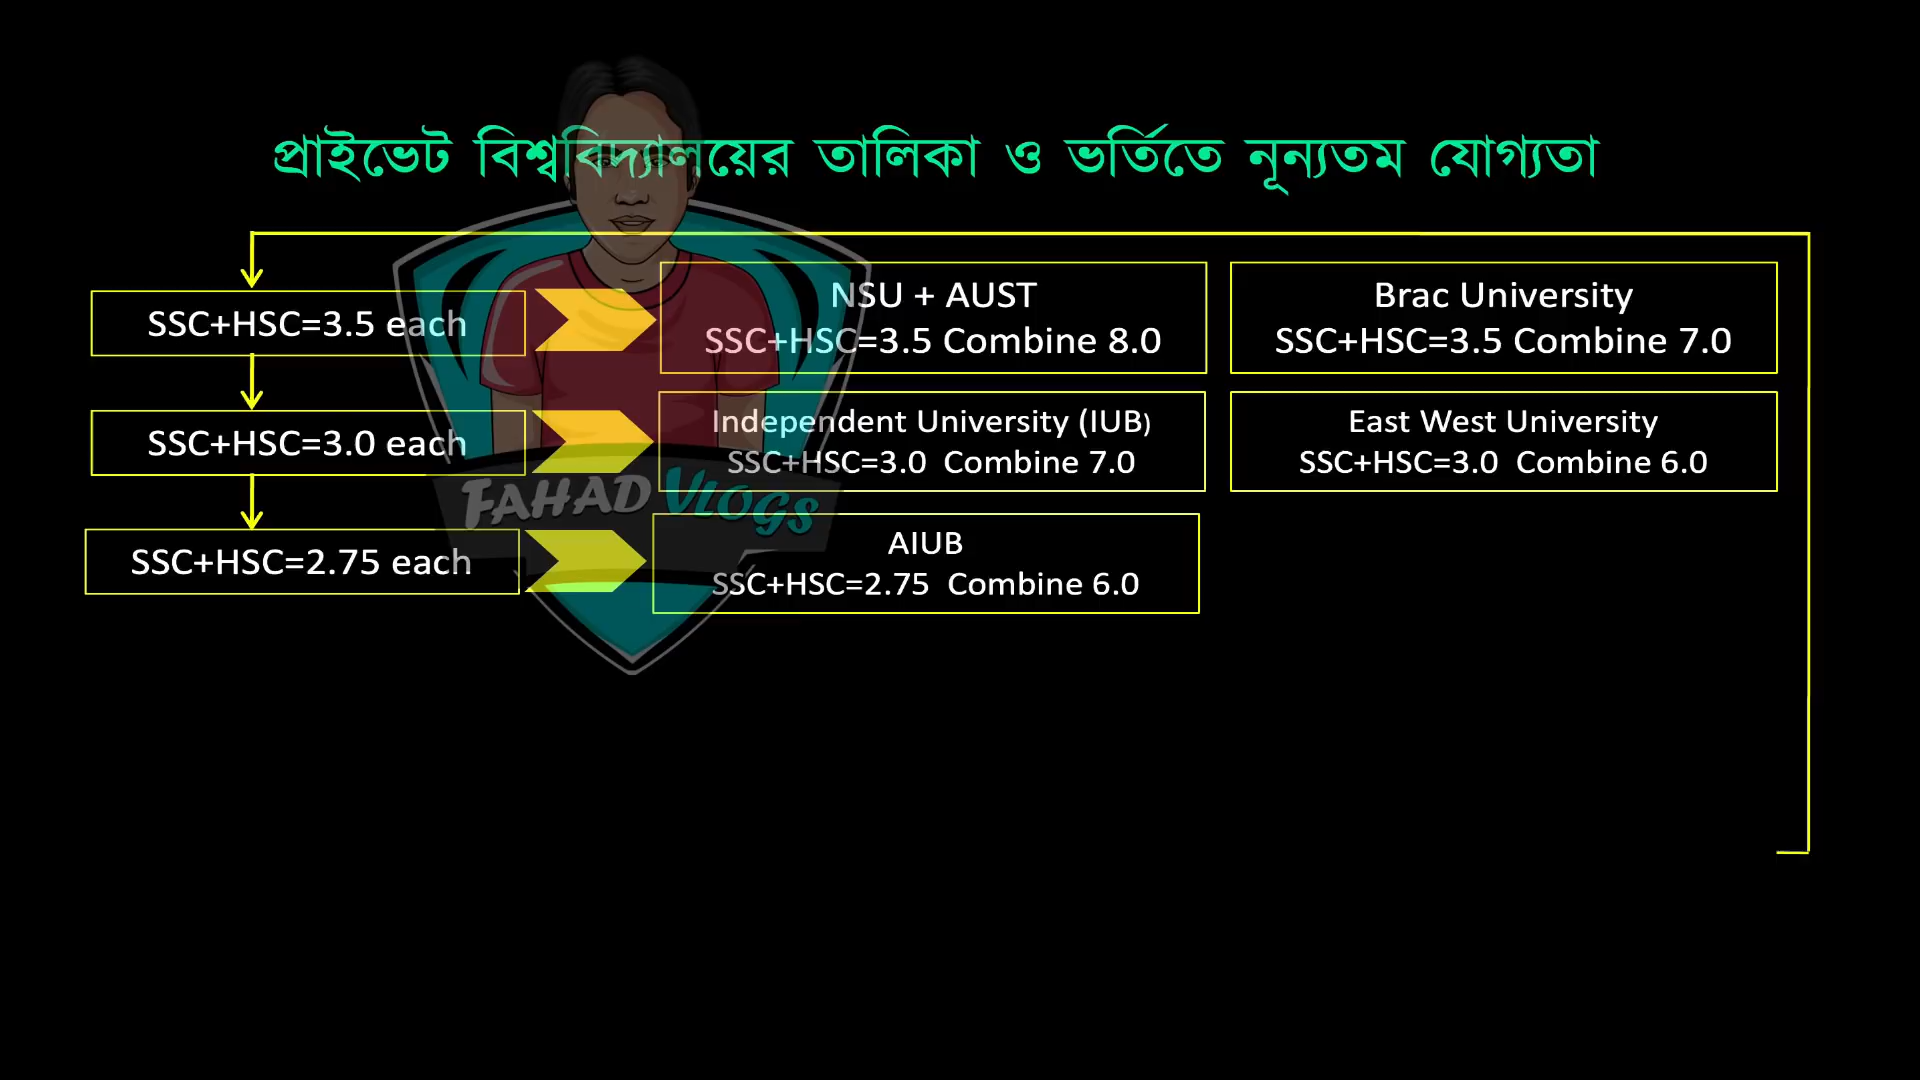 প্রাইভেট বিশ্ববিদ্যালয়ের তালিকা ও ভর্তিতে নূন্যতম যোগ্যতা
SSC+HSC=3.5 each
NSU + AUST
SSC+HSC=3.5 Combine 8.0
Brac University
SSC+HSC=3.5 Combine 7.0
SSC+HSC=3.0 each
Independent University (IUB)
SSC+HSC=3.0 Combine 7.0
East West University
SSC+HSC=3.0 Combine 6.0
FAHAD VLOGS
SSC+HSC=2.75 each
AIUB
SSC+HSC=2.75 Combine 6.0